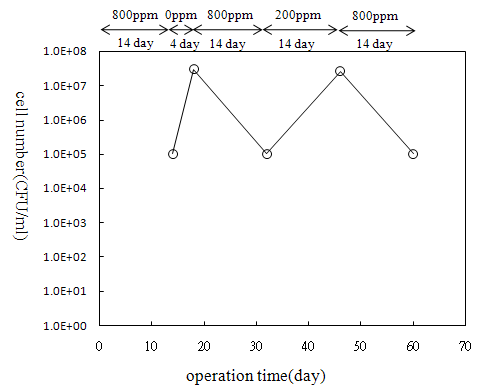 800ppm 0ppm 800ppm 200ppm 800ppm
14 day 4 day 14 day 14 day 14 day
1.0E+08
1.0E+07
1.0E+06
1.0E+05
1.0E+04
1.0E+03
1.0E+02
1.0E+01
1.0E+00
cell number(CFU/ml)
0 10 20 30 40 50 60 70
operation time(day)